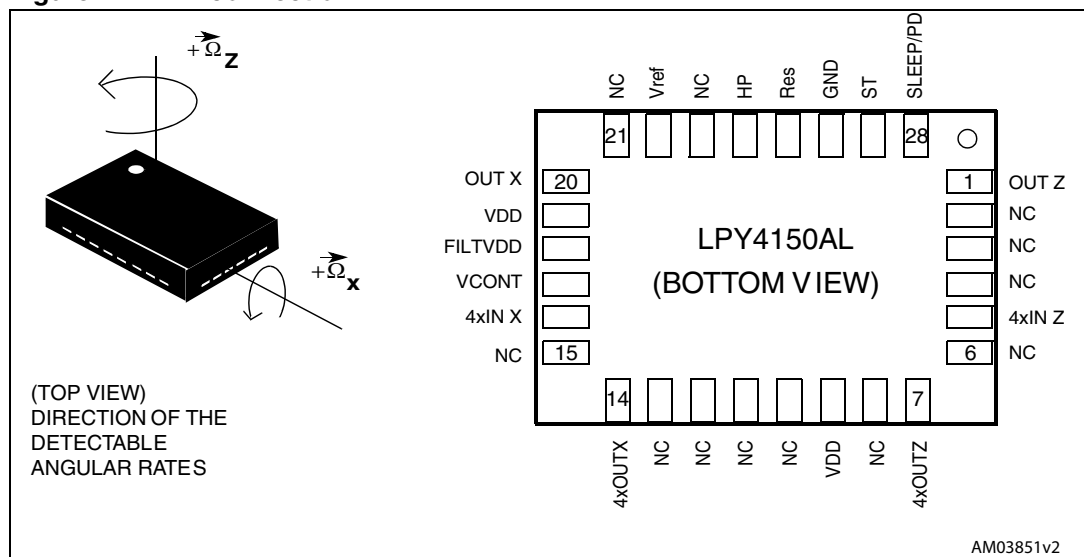 +Ω Z
+Ω x
(TOP VIEW)
DIRECTION OF THE
DETECTABLE
ANGULAR RATES
NC
Vref
NC
HP
Res
GND
ST
SLEEP/PD
21
28
OUT X
20
1
OUT Z
VDD
NC
FILTVDD
NC
VCONT
NC
4xIN X
4xIN Z
NC
15
6
NC
LPY4150AL
(BOTTOM VIEW)
14
7
4xOUTX
NC
NC
NC
NC
VDD
NC
4xOUTZ
AM03851v2